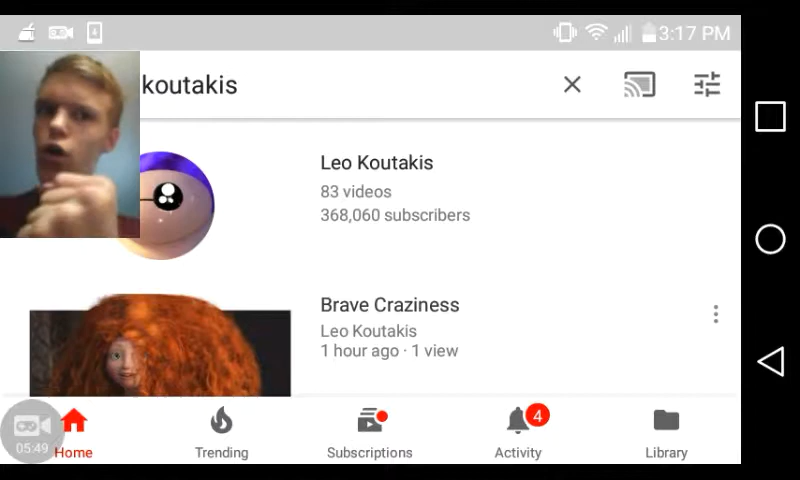 3:17 PM
koutakis
Leo Koutakis
83 videos
368,060 subscribers
Brave Craziness
Leo Koutakis
1 hour ago · 1 view
05:49
Home
Trending
Subscriptions
4
Activity
Library